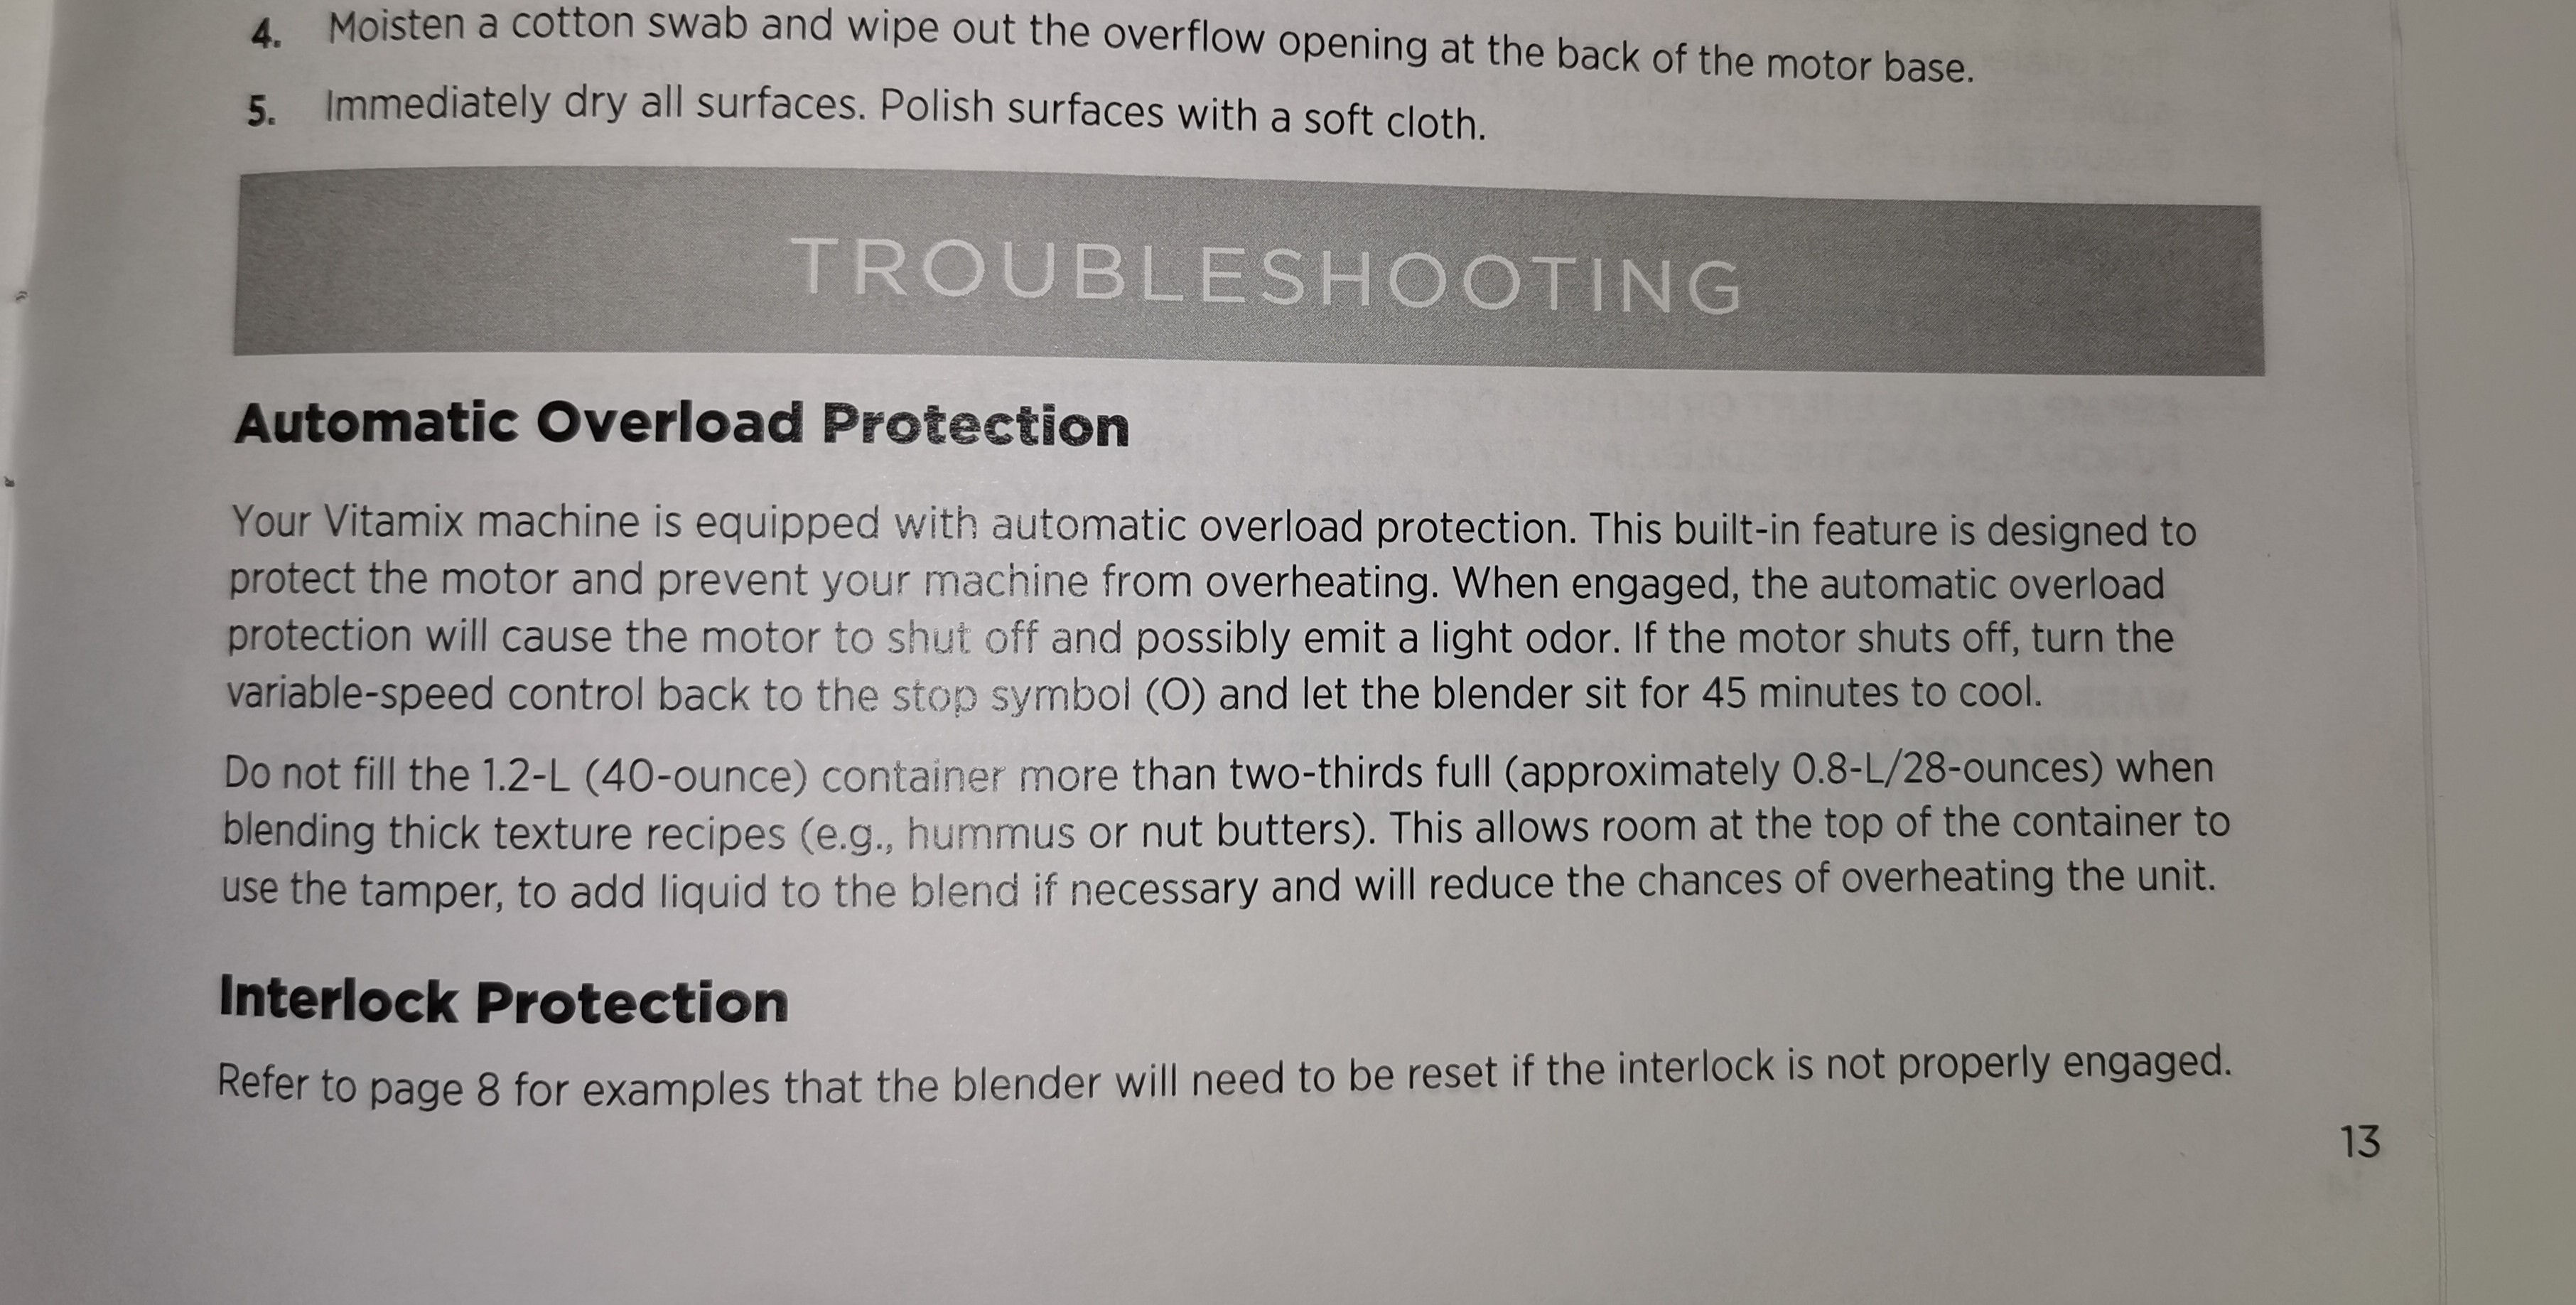 4. Moisten a cotton swab and wipe out the overflow opening at the back of the motor base.
5. Immediately dry all surfaces. Polish surfaces with a soft cloth.
TROUBLESHOOTING
Automatic Overload Protection
Your Vitamix machine is equipped with automatic overload protection. This built-in feature is designed to
protect the motor and prevent your machine from overheating. When engaged, the automatic overload
protection will cause the motor to shut off and possibly emit a light odor. If the motor shuts off, turn the
variable-speed control back to the stop symbol (O) and let the blender sit for 45 minutes to cool.
Do not fill the 1.2-L (40-ounce) container more than two-thirds full (approximately 0.8-L/28-ounces) when
blending thick texture recipes (e.g., hummus or nut butters). This allows room at the top of the container to
use the tamper, to add liquid to the blend if necessary and will reduce the chances of overheating the unit.
Interlock Protection
Refer to page 8 for examples that the blender will need to be reset if the interlock is not properly engaged.
13